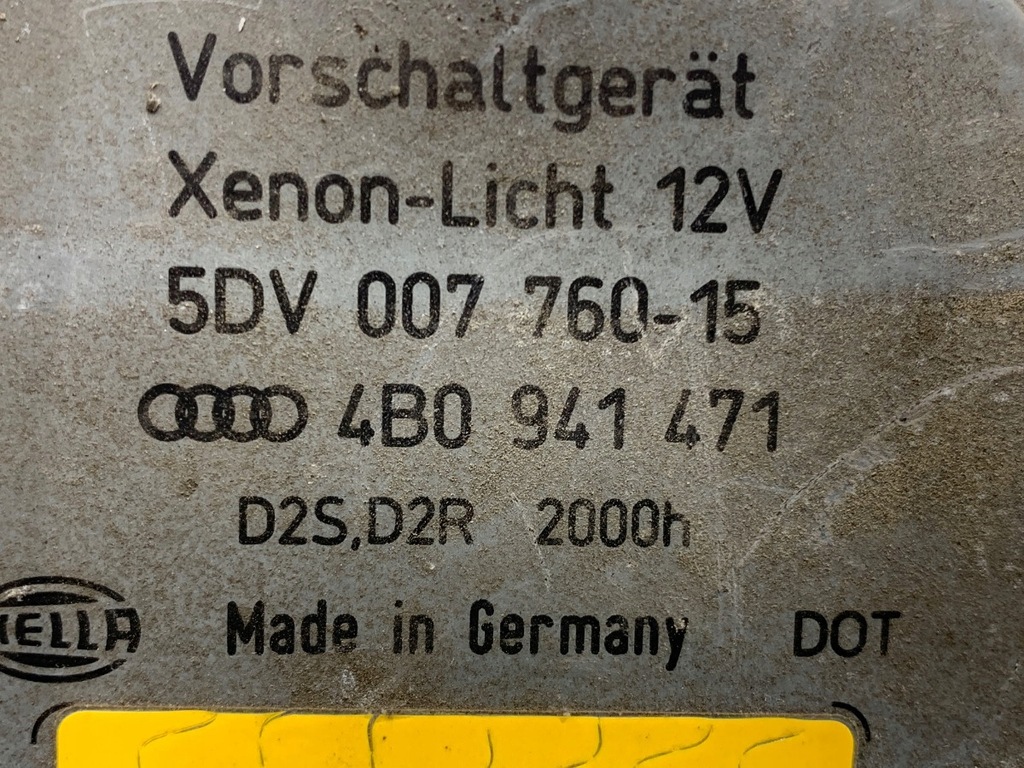 Vorschaltgerät
Xenon-Licht 12V
5DV 007 760-15
4B0 941 471
D2S,D2R 2000h
HELLA
Made in Germany DOT